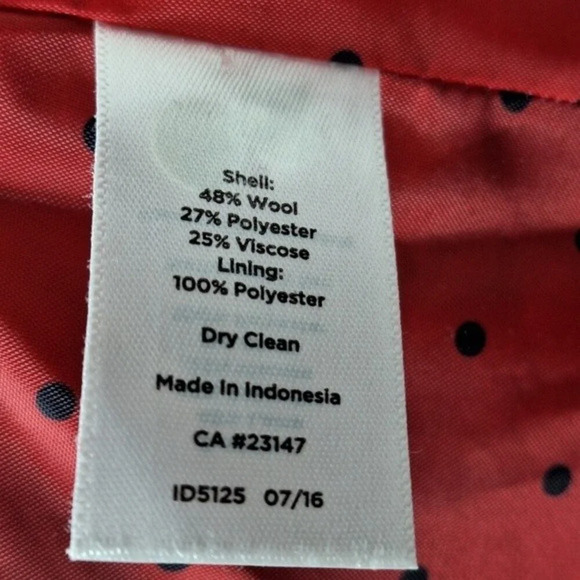 Shell:
48% Wool
27% Polyester
25% Viscose
Lining:
100% Polyester
Dry Clean
Made In Indonesia
CA #23147
ID5125 07/16